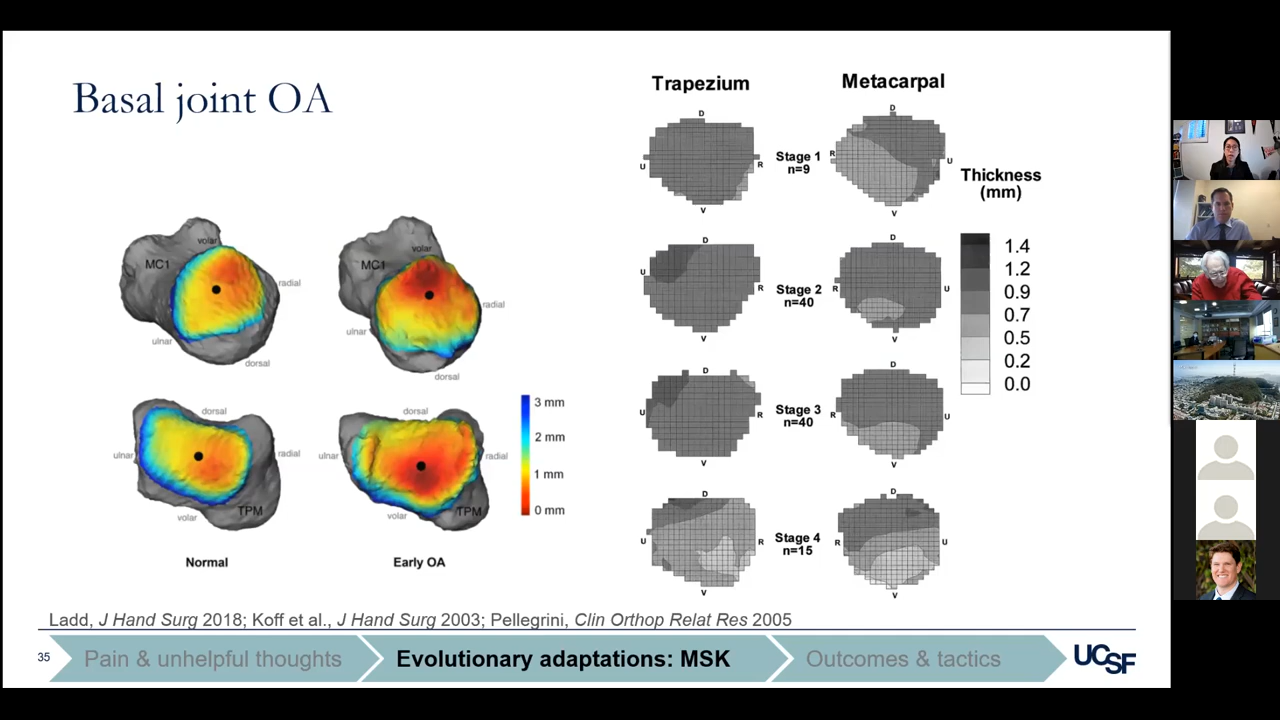 Basal joint OA
Trapezium
Metacarpal
D
D
U
R
Stage 1
n=9
R
U
V
V
Thickness
(mm)
1.4
1.2
0.9
0.7
0.5
0.2
0.0
D
D
U
R
Stage 2
n=40
R
U
V
V
D
D
U
R
Stage 3
n=40
R
U
V
V
D
D
U
R
Stage 4
n=15
R
U
V
V
volar
MC1
radial
ulnar
dorsal
volar
MC1
radial
ulnar
dorsal
dorsal
ulnar
radial
volar
TPM
dorsal
ulnar
radial
volar
TPM
3 mm
2 mm
1 mm
0 mm
Normal
Early OA
Ladd, J Hand Surg 2018; Koff et al., J Hand Surg 2003; Pellegrini, Clin Orthop Relat Res 2005
35
Pain & unhelpful thoughts
Evolutionary adaptations: MSK
Outcomes & tactics
UCSF